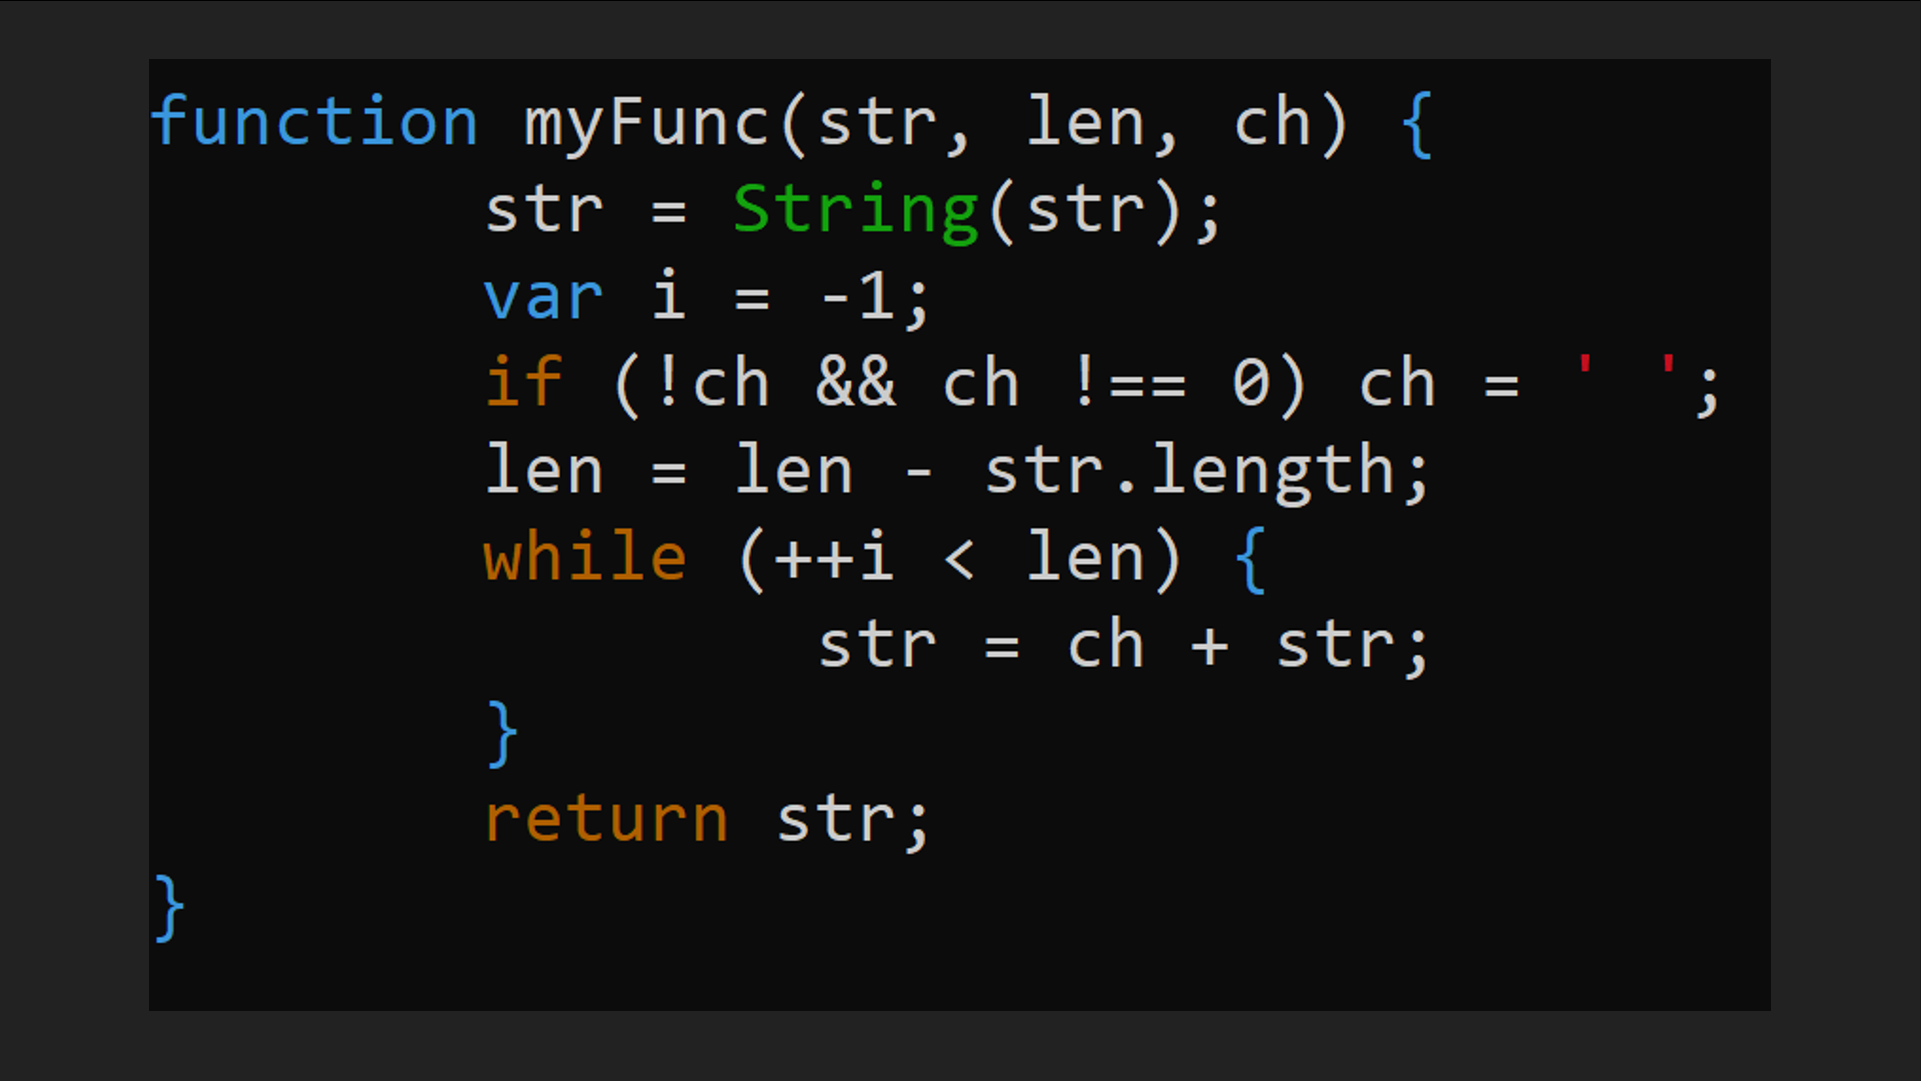 function myFunc(str, len, ch) {
str = String(str);
var i = -1;
if (!ch && ch !== 0) ch = ' ';
len = len - str.length;
while (++i < len) {
str = ch + str;
}
return str;
}